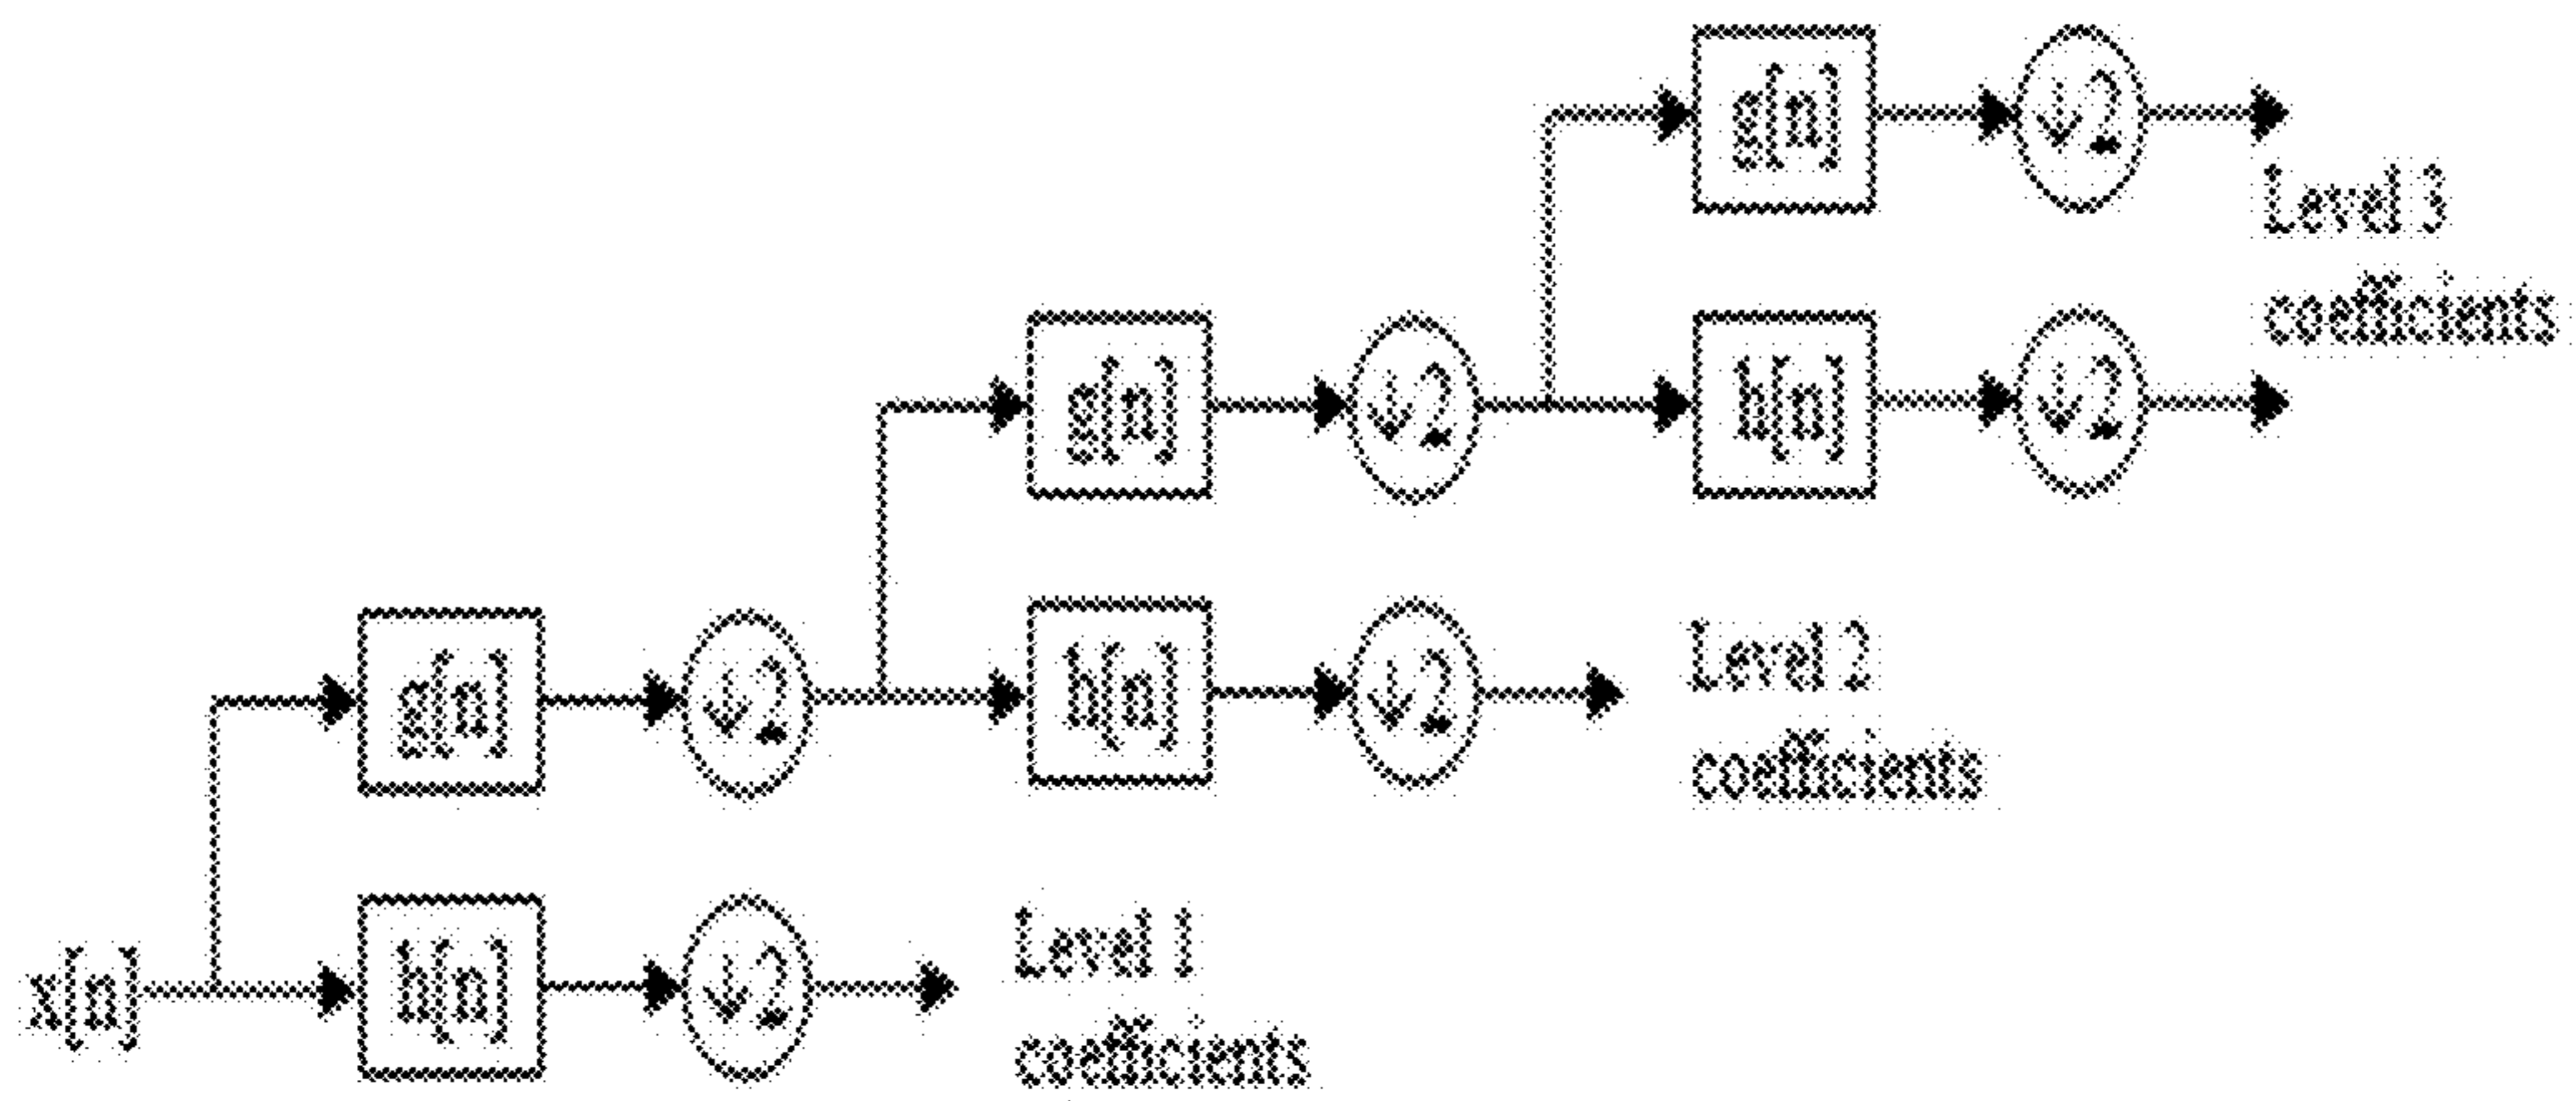 g[n]
↓2
Level 3
coefficients
g[n]
↓2
h[n]
↓2
g[n]
↓2
h[n]
↓2
Level 2
coefficients
x[n]
h[n]
↓2
Level 1
coefficients